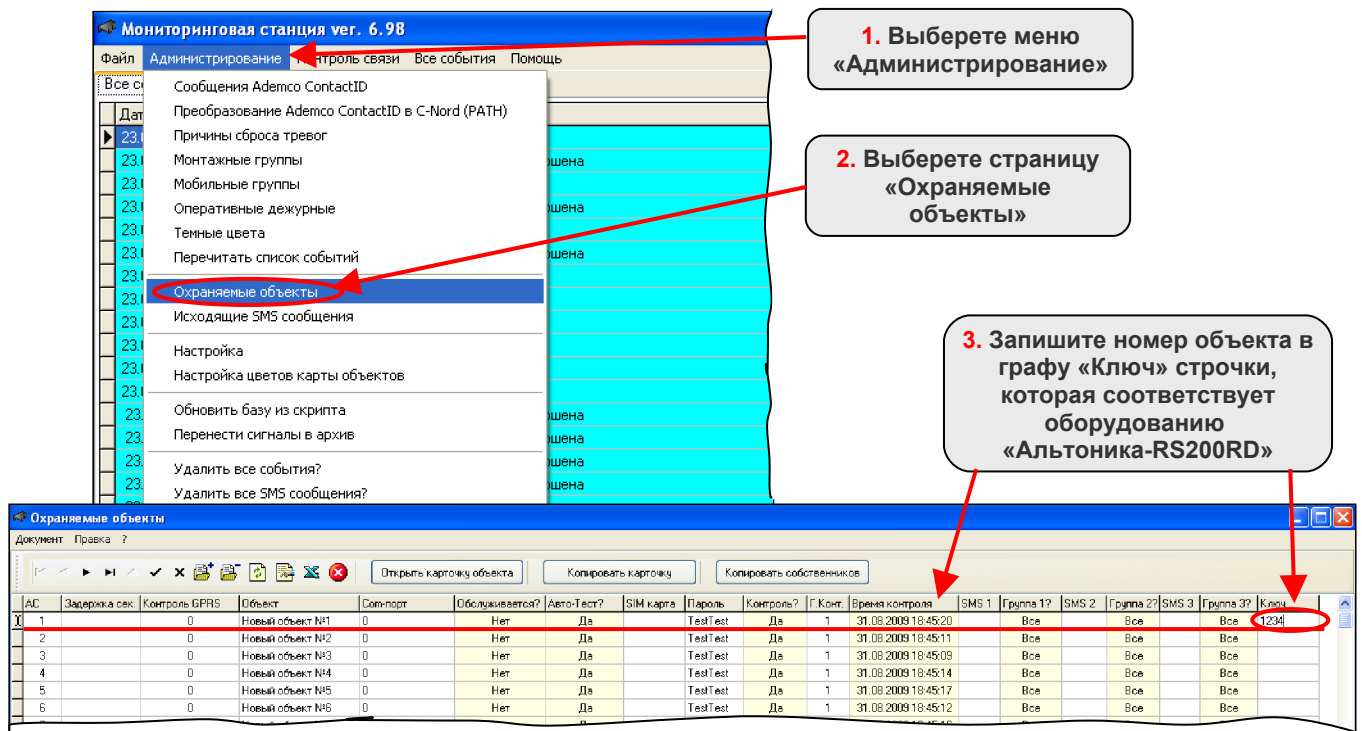 Мониторинговая станция ver. 6.98
Файл Администрирование Контроль связи Все события Помощь
1. Выберете меню
«Администрирование»
Все с
Дат
Сообщения Ademco ContactID
Преобразование Ademco ContactID в C-Nord (PATH)
Причины сброса тревог
Монтажные группы
Мобильные группы
Оперативные дежурные
Темные цвета
Перечитать список событий
Охраняемые объекты
Исходящие SMS сообщения
Настройка
Настройка цветов карты объектов
Обновить базу из скрипта
Перенести сигналы в архив
Удалить все события?
Удалить все SMS сообщения?
2. Выберете страницу
«Охраняемые
объекты»
3. Запишите номер объекта в
графу «Ключ» строчки,
которая соответствует
оборудованию
«Альтоника-RS200RD»
Охраняемые объекты
Документ Правка ?
Открыть карточку объекта Копировать карточку Копировать собственников
АС Задержка сек. Контроль GPRS Объект Com-порт Обслуживается? Авто-Тест? SIM карта Пароль Контроль? Г.Конт. Время контроля SMS 1 Группа 1? SMS 2 Группа 2? SMS 3 Группа 3? Ключ
1 0 Новый объект №1 0 Нет Да TestTest Да 1 31.08.2009 18:45:20 Все Все Все 1234
2 0 Новый объект №2 0 Нет Да TestTest Да 1 31.08.2009 18:45:11 Все Все Все
3 0 Новый объект №3 0 Нет Да TestTest Да 1 31.08.2009 18:45:09 Все Все Все
4 0 Новый объект №4 0 Нет Да TestTest Да 1 31.08.2009 18:45:14 Все Все Все
5 0 Новый объект №5 0 Нет Да TestTest Да 1 31.08.2009 18:45:17 Все Все Все
6 0 Новый объект №6 0 Нет Да TestTest Да 1 31.08.2009 18:45:12 Все Все Все